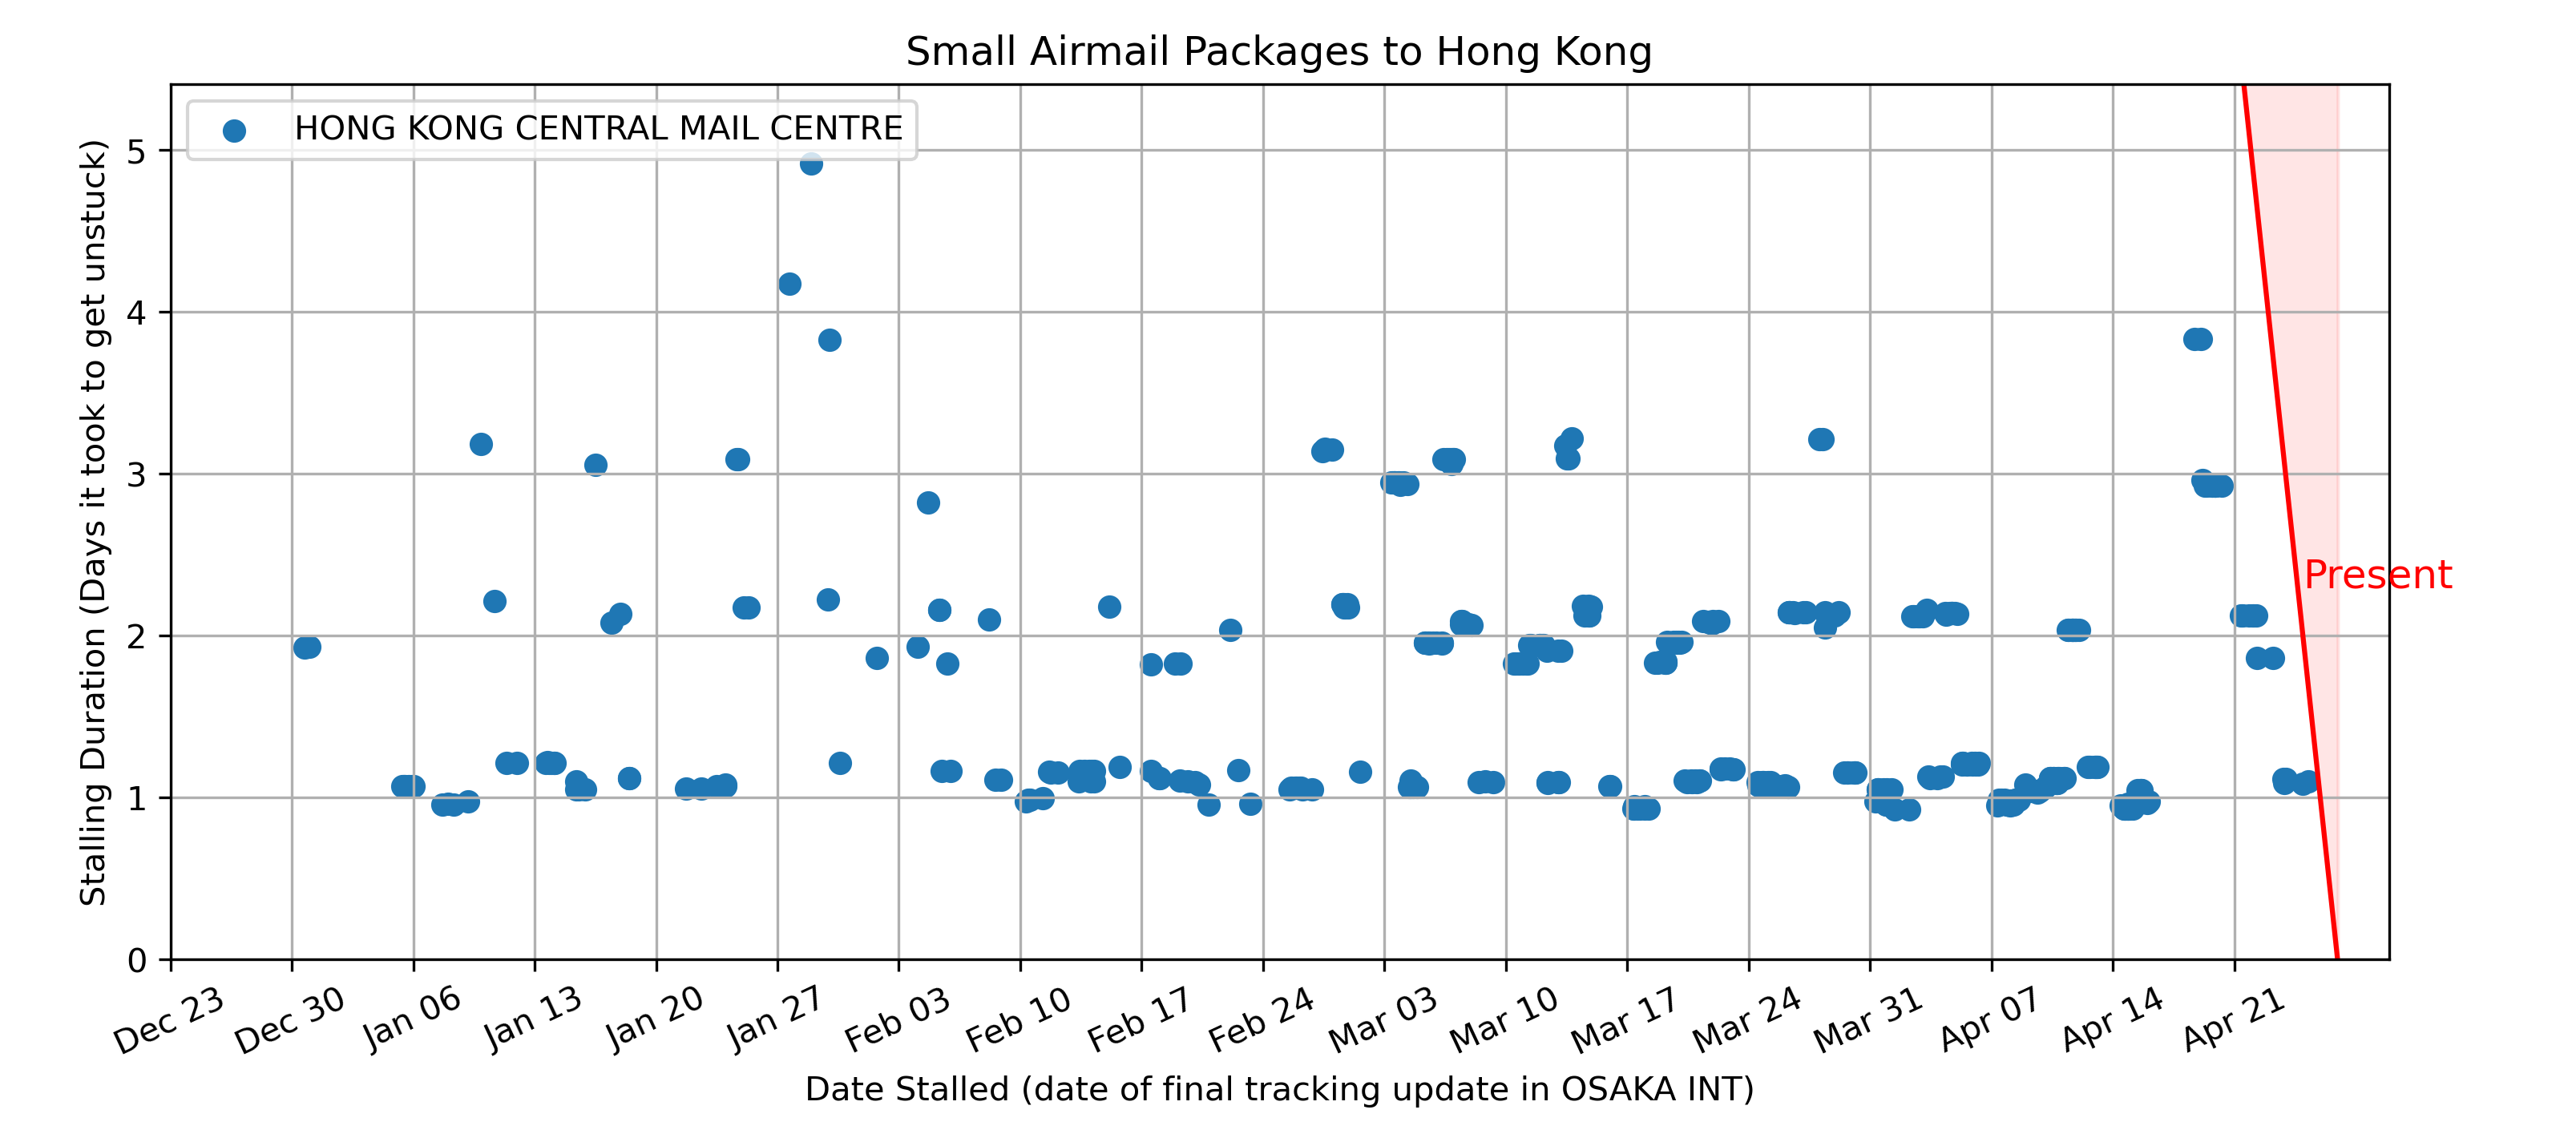 Small Airmail Packages to Hong Kong
HONG KONG CENTRAL MAIL CENTRE
Stalling Duration (Days it took to get unstuck)
5
4
3
2
1
0
Present
Dec 23
Dec 30
Jan 06
Jan 13
Jan 20
Jan 27
Feb 03
Feb 10
Feb 17
Feb 24
Mar 03
Mar 10
Mar 17
Mar 24
Mar 31
Apr 07
Apr 14
Apr 21
Date Stalled (date of final tracking update in OSAKA INT)